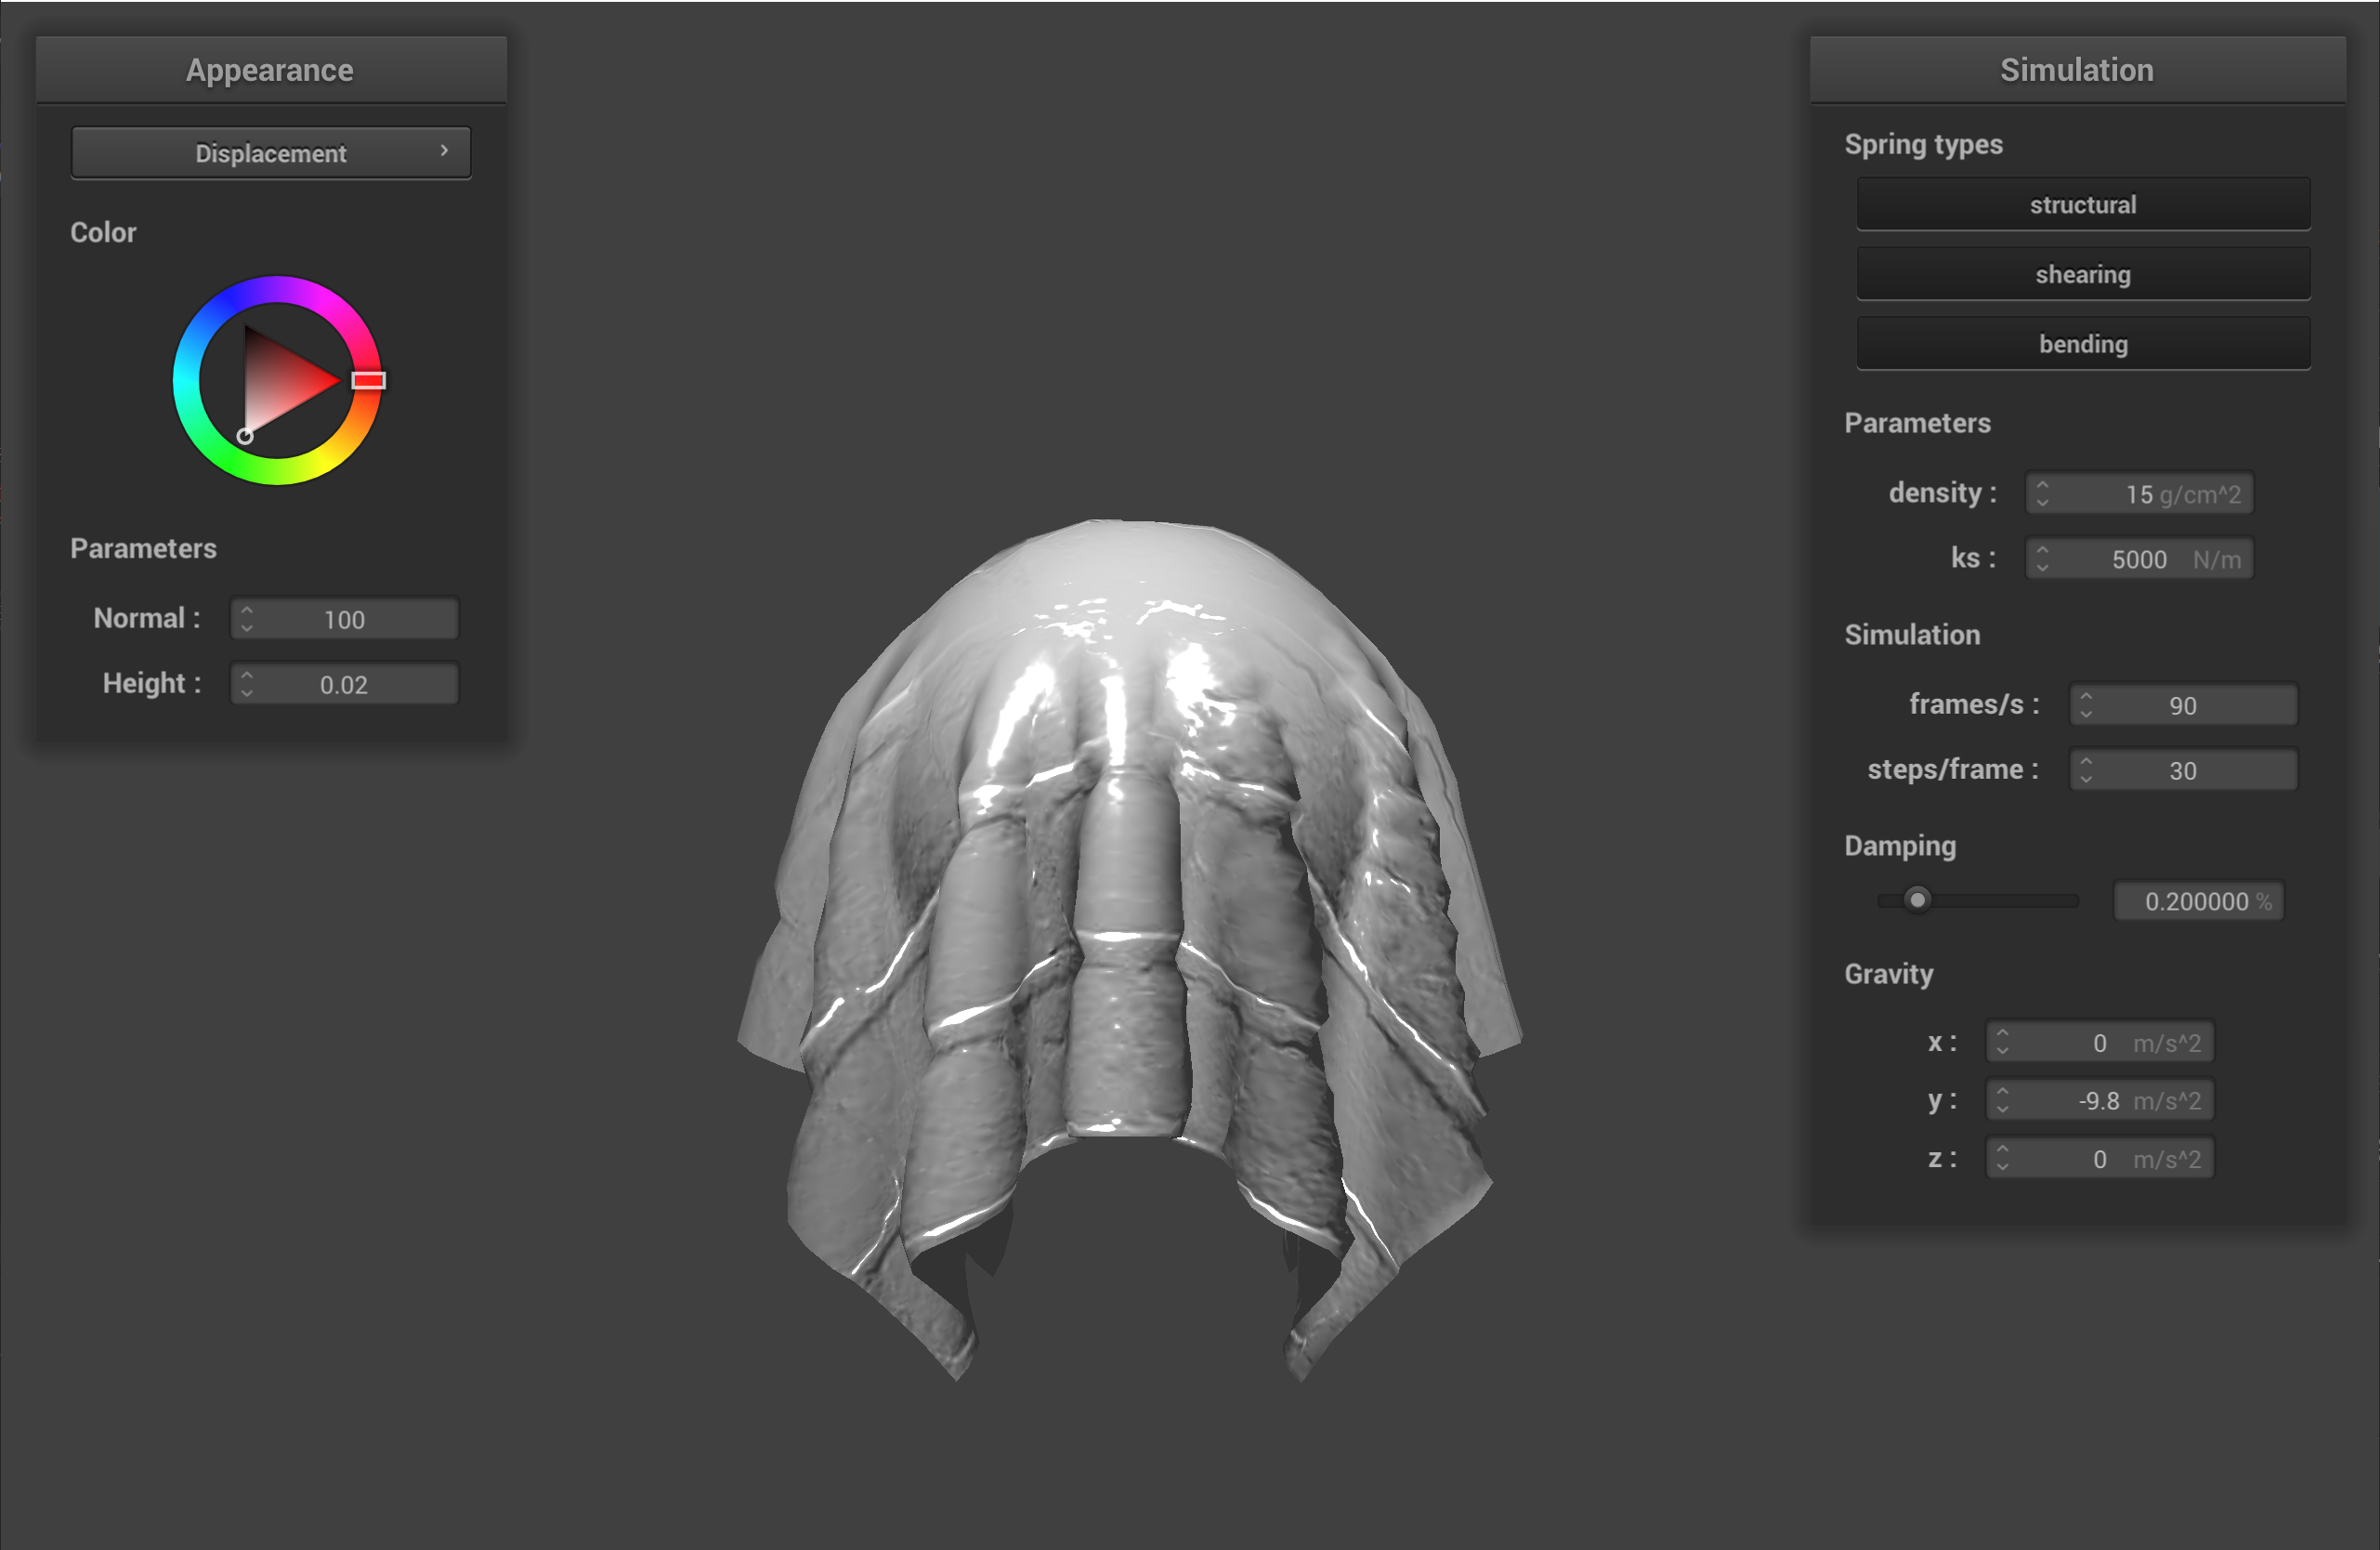 Appearance
Displacement
Color
Parameters
Normal : 100
Height : 0.02
Simulation
Spring types
structural
shearing
bending
Parameters
density : 15 g/cm^2
ks : 5000 N/m
Simulation
frames/s : 90
steps/frame : 30
Damping
0.200000 %
Gravity
x : 0 m/s^2
y : -9.8 m/s^2
z : 0 m/s^2